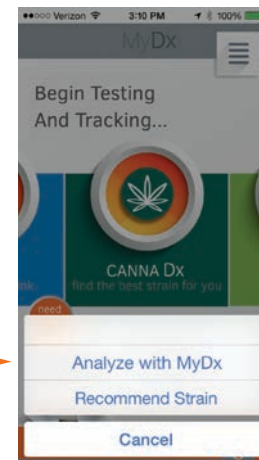 Verizon 3:10 PM 100%
MyDx
Begin Testing
And Tracking...
CANNA Dx
nk. find the best strain for you
need
Analyze with MyDx
Recommend Strain
Cancel